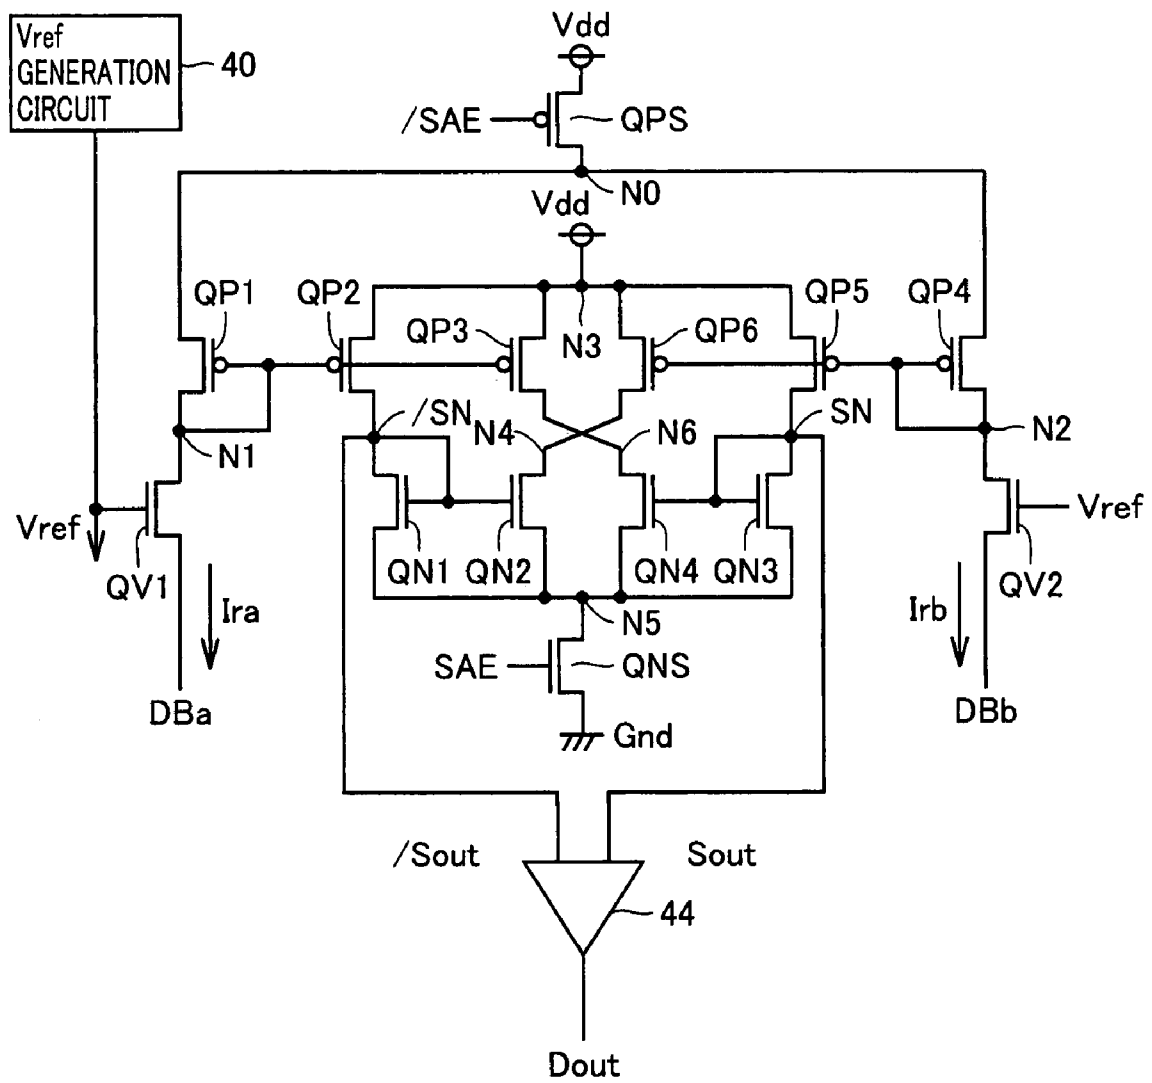 Vref
GENERATION
CIRCUIT
40
Vdd
/SAE
QPS
N0
Vdd
QP1
QP2
QP3
N3
QP6
QP5
QP4
/SN
N4
N6
SN
N1
N2
Vref
QV1
QN1
QN2
QN4
QN3
Vref
QV2
Ira
N5
Irb
SAE
QNS
DBa
Gnd
DBb
/Sout
Sout
44
Dout